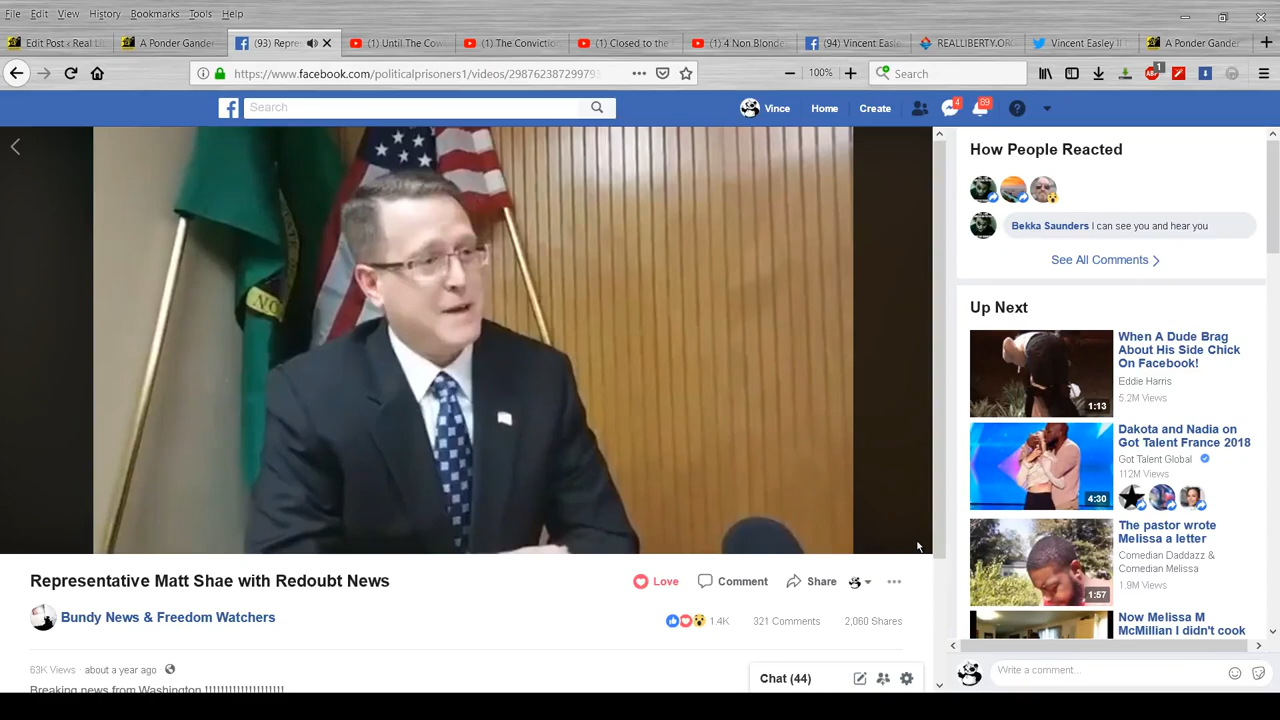 File Edit View History Bookmarks Tools Help
Edit Post ‹ Real Li
A Ponder Gander
(93) Repre
(1) Until The Cow
(1) The Conviction
(1) Closed to the
(1) 4 Non Blonde
(94) Vincent Easle
REALLIBERTY.ORG
Vincent Easley II
A Ponder Gander
https://www.facebook.com/politicalprisoners1/videos/298762387299793
100%
Search
ABP
1
Search
Vince Home Create
4
89
NO
How People Reacted
Bekka Saunders I can see you and hear you
See All Comments
Up Next
When A Dude Brag
About His Side Chick
On Facebook!
Eddie Harris
5.2M Views
1:13
Dakota and Nadia on
Got Talent France 2018
Got Talent Global
112M Views
4:30
The pastor wrote
Melissa a letter
Comedian Daddazz &
Comedian Melissa
1.9M Views
1:57
Now Melissa M
McMillian I didn't cook
Representative Matt Shae with Redoubt News
Love Comment Share
Bundy News & Freedom Watchers
1.4K 321 Comments 2,060 Shares
63K Views · about a year ago ·
Breaking news from Washington !!!!!!!!!!!!!!!!!!!!!!
Chat (44)
Write a comment...